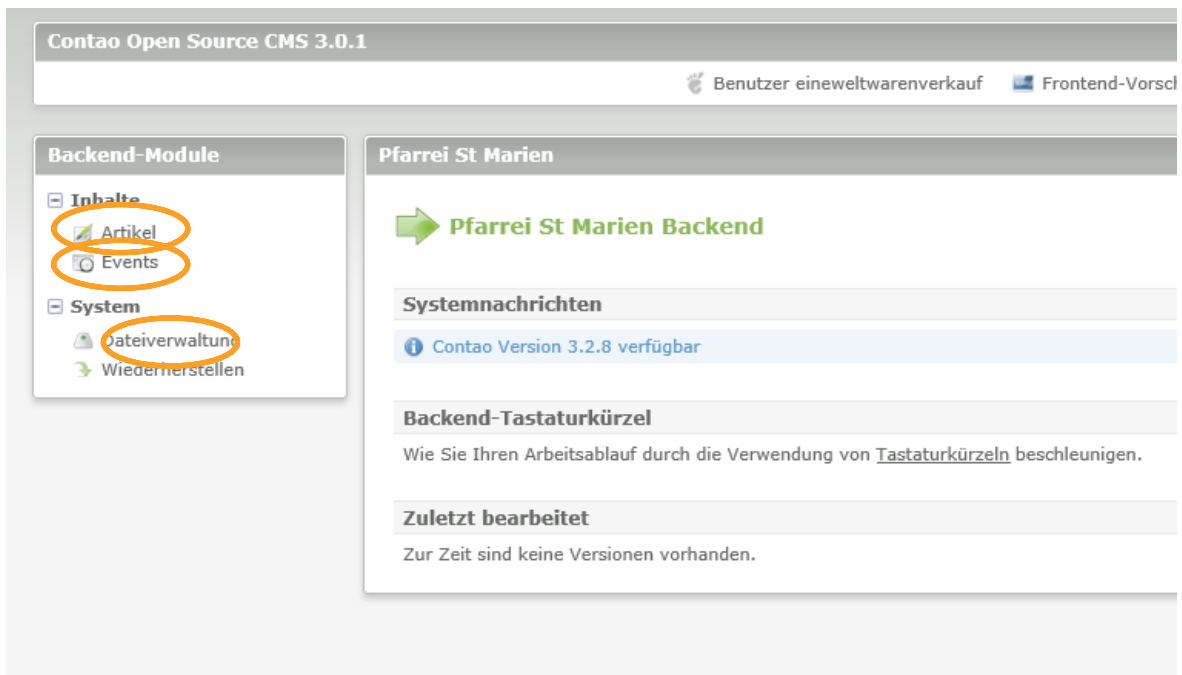 Contao Open Source CMS 3.0.1
Benutzer eineweltwarenverkauf Frontend-Vorsch
Backend-Module
Inhalte
Artikel
Events
System
Dateiverwaltung
Wiederherstellen
Pfarrei St Marien
Pfarrei St Marien Backend
Systemnachrichten
Contao Version 3.2.8 verfügbar
Backend-Tastaturkürzel
Wie Sie Ihren Arbeitsablauf durch die Verwendung von Tastaturkürzeln beschleunigen.
Zuletzt bearbeitet
Zur Zeit sind keine Versionen vorhanden.